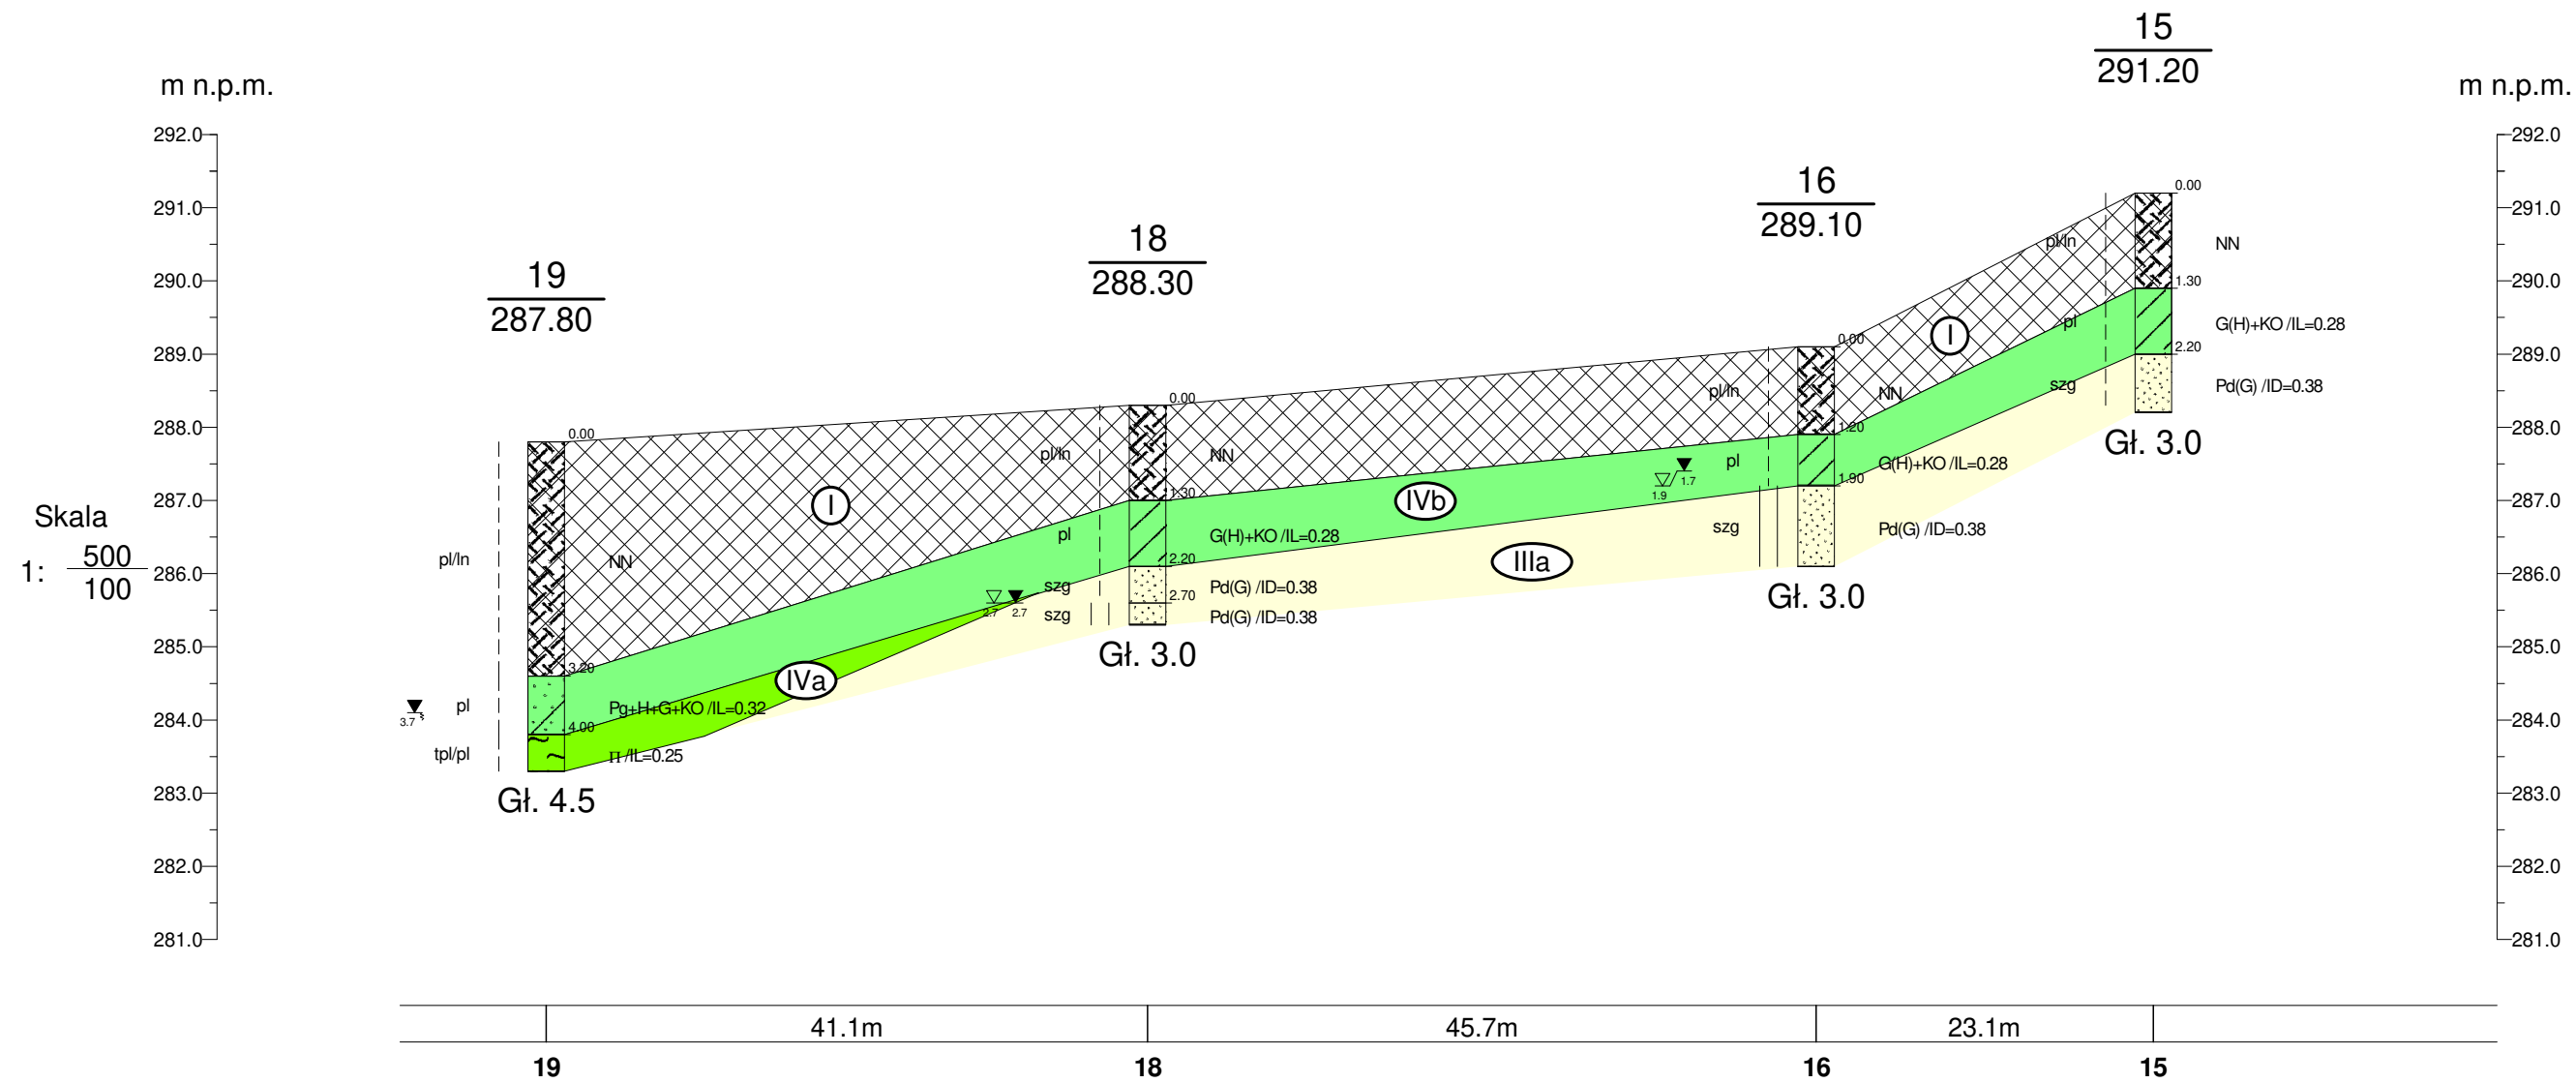 15
291.20
m n.p.m.
m n.p.m.
292.0
292.0
16
289.10
0.00
291.0
291.0
18
288.30
pl/ln
NN
19
287.80
290.0
1.30
290.0
I
pl
G(H)+KO /IL=0.28
289.0
0.00
2.20
289.0
szg
Pd(G) /ID=0.38
pl/ln
NN
0.00
288.0
0.00
1.20
288.0
Gł. 3.0
pl/ln
NN
pl
G(H)+KO /IL=0.28
1.9
1.7
1.90
287.0
I
1.30
IVb
287.0
Skala
1:
500
100
pl
G(H)+KO /IL=0.28
szg
Pd(G) /ID=0.38
pl/ln
NN
2.20
IIIa
286.0
286.0
szg
Pd(G) /ID=0.38
2.70
Gł. 3.0
2.7
2.7
szg
Pd(G) /ID=0.38
285.0
Gł. 3.0
285.0
3.20
IVa
3.7
pl
Pg+H+G+KO /IL=0.32
284.0
4.00
284.0
tpl/pl
Π /IL=0.25
283.0
Gł. 4.5
283.0
282.0
282.0
281.0
281.0
41.1m
45.7m
23.1m
19
18
16
15